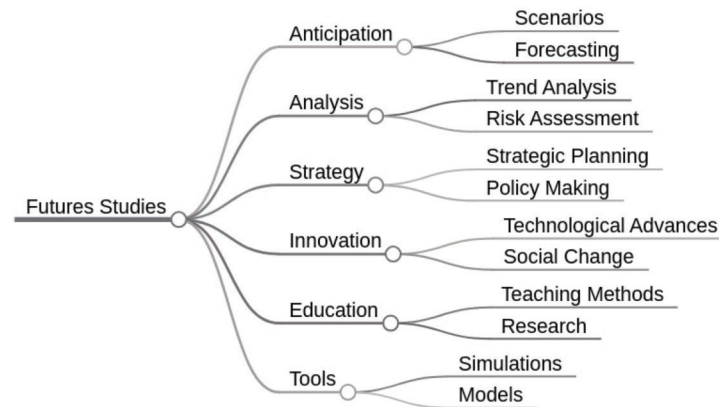 Futures Studies
Anticipation
Scenarios
Forecasting
Analysis
Trend Analysis
Risk Assessment
Strategy
Strategic Planning
Policy Making
Innovation
Technological Advances
Social Change
Education
Teaching Methods
Research
Tools
Simulations
Models